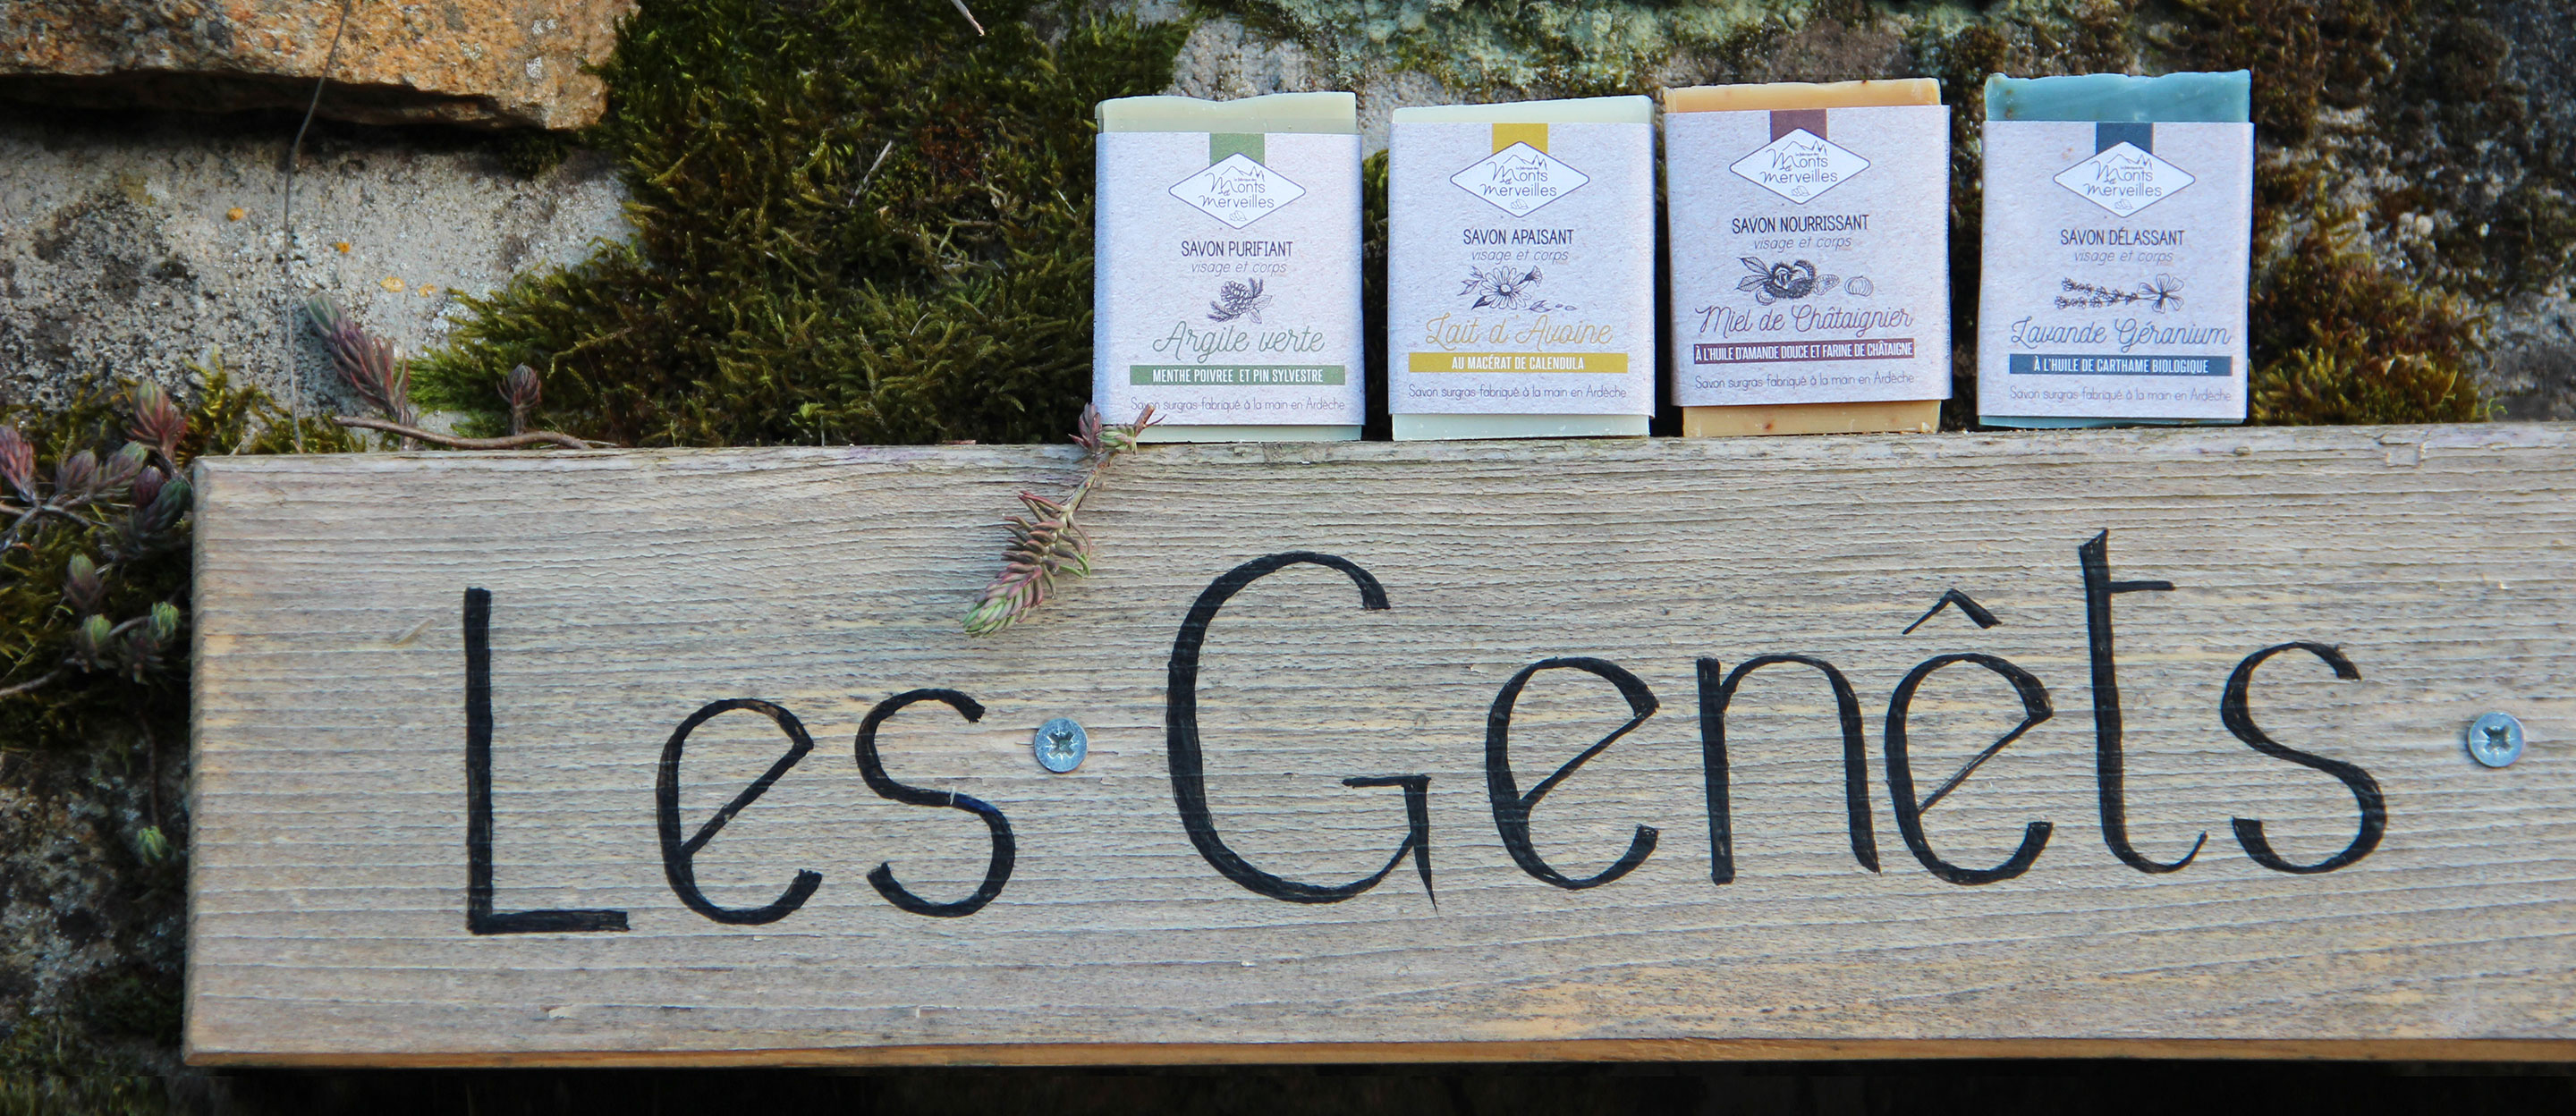 Monts
et
merveilles
SAVON PURIFIANT
visage et corps
Argile verte
MENTHE POIVREE ET PIN SYLVESTRE
Savon surgras fabriqué à la main en Ardèche
Monts
et
merveilles
SAVON APAISANT
visage et corps
Lait d'Avoine
AU MACÉRAT DE CALENDULA
Savon surgras fabriqué à la main en Ardèche
Monts
et
merveilles
SAVON NOURRISSANT
visage et corps
Miel de Châtaignier
À L'HUILE D'AMANDE DOUCE ET FARINE DE CHÂTAIGNE
Savon surgras fabriqué à la main en Ardèche
Monts
et
merveilles
SAVON DÉLASSANT
visage et corps
Lavande Géranium
À L'HUILE DE CARTHAME BIOLOGIQUE
Savon surgras fabriqué à la main en Ardèche
Les Genêts